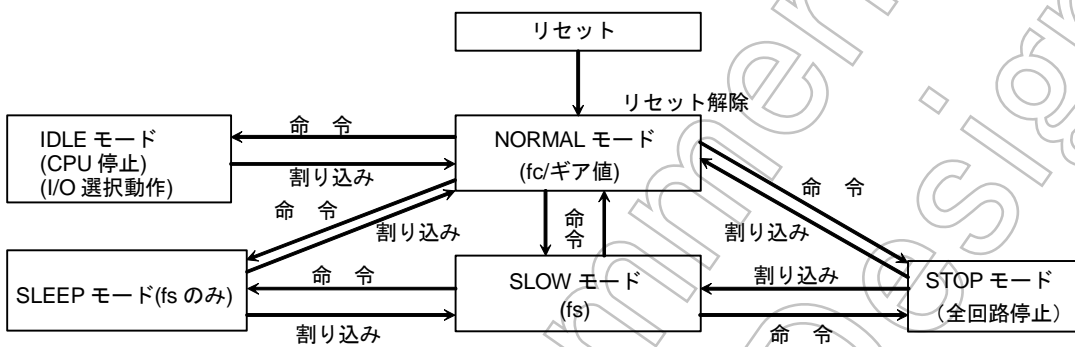 リセット
リセット解除
IDLE モード
(CPU 停止)
(I/O 選択動作)
命 令
割り込み
NORMAL モード
(fc/ギア値)
命 令
割り込み
命 令
命 令
割り込み
SLEEP モード(fs のみ)
命 令
割り込み
SLOW モード
(fs)
割り込み
命 令
STOP モード
（全回路停止）